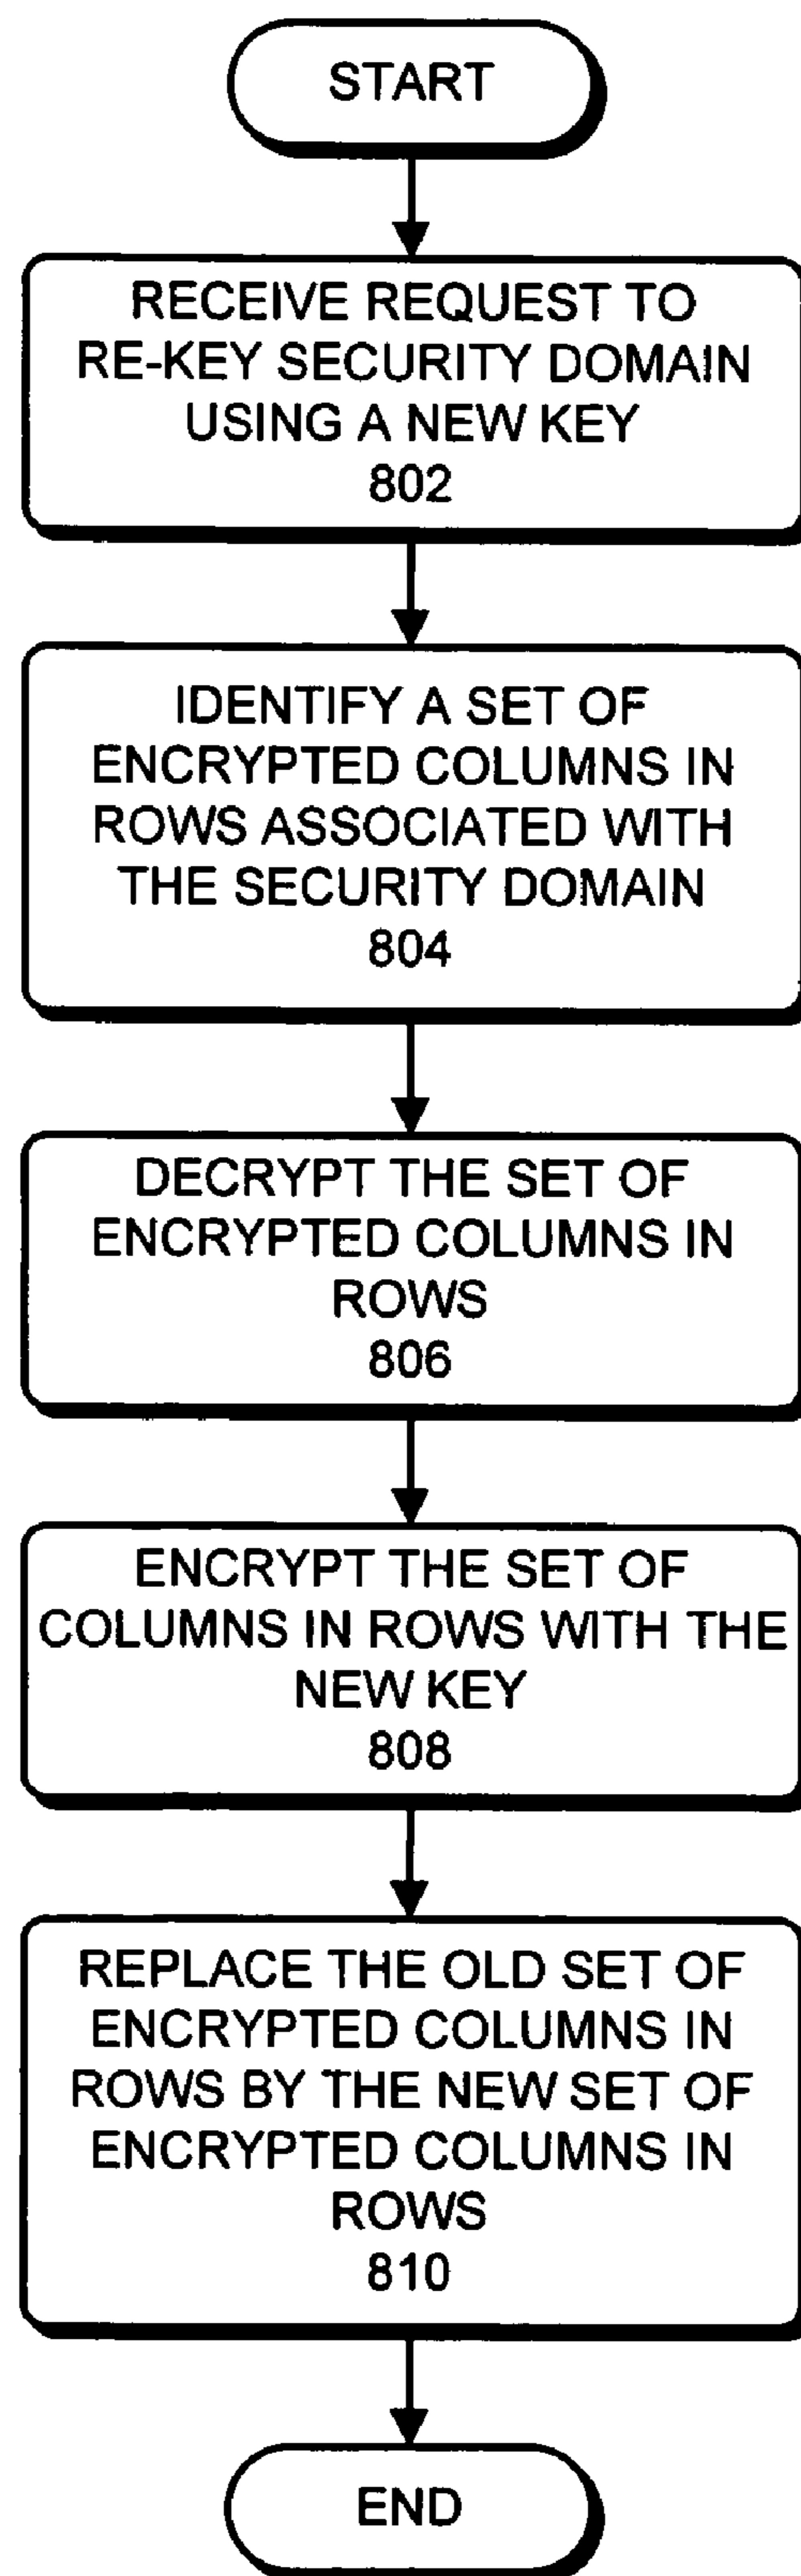 START
RECEIVE REQUEST TO
RE-KEY SECURITY DOMAIN
USING A NEW KEY
802
IDENTIFY A SET OF
ENCRYPTED COLUMNS IN
ROWS ASSOCIATED WITH
THE SECURITY DOMAIN
804
DECRYPT THE SET OF
ENCRYPTED COLUMNS IN
ROWS
806
ENCRYPT THE SET OF
COLUMNS IN ROWS WITH THE
NEW KEY
808
REPLACE THE OLD SET OF
ENCRYPTED COLUMNS IN
ROWS BY THE NEW SET OF
ENCRYPTED COLUMNS IN
ROWS
810
END